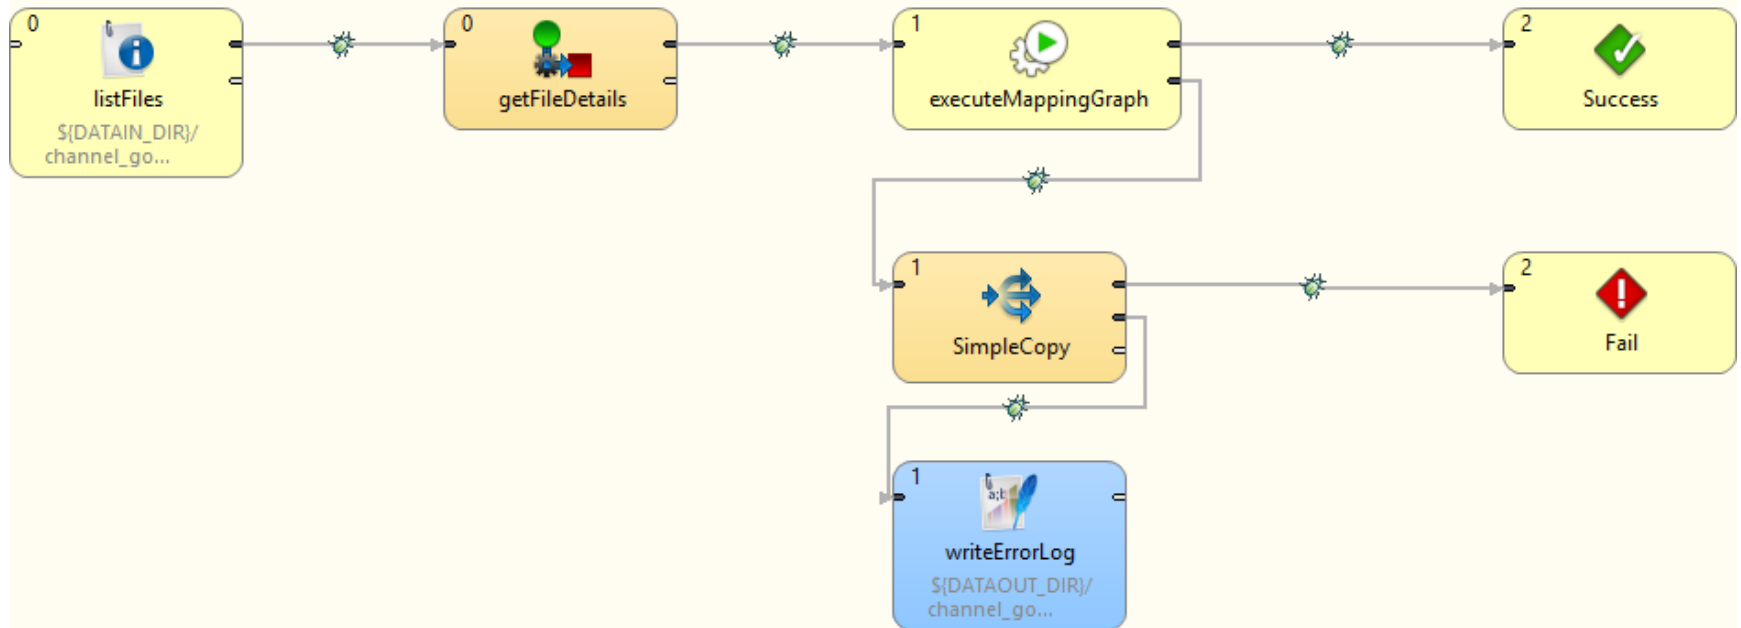 0
listFiles
${DATAIN_DIR}/
channel_go...
0
getFileDetails
1
executeMappingGraph
2
Success
1
SimpleCopy
2
Fail
1
a;b
writeErrorLog
${DATAOUT_DIR}/
channel_go...